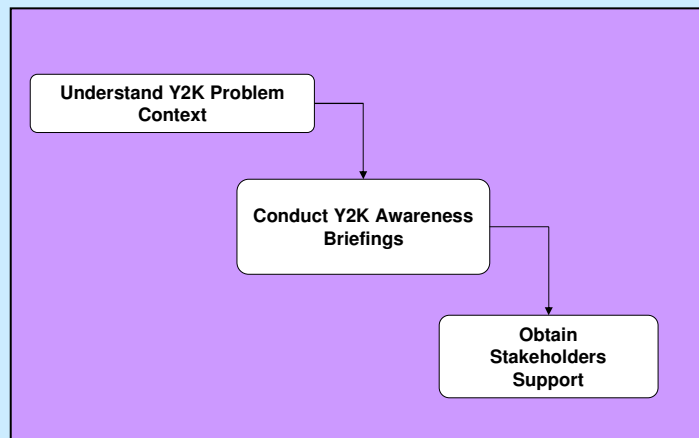 Understand Y2K Problem
Context
Conduct Y2K Awareness
Briefings
Obtain
Stakeholders
Support